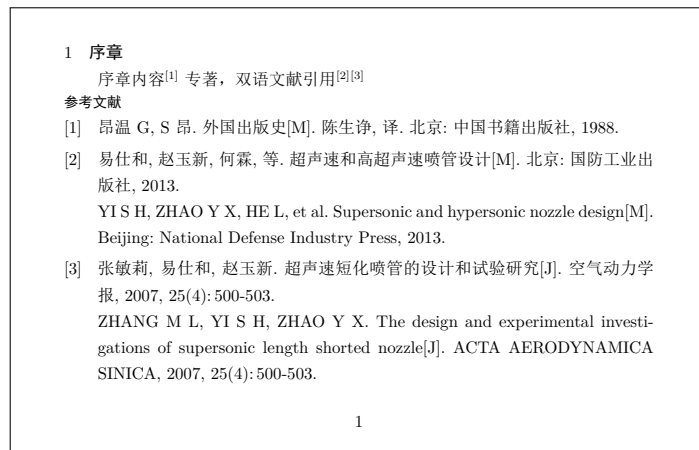 1 序章
序章内容[1] 专著，双语文献引用[2][3]
参考文献
[1] 昂温 G, S 昂. 外国出版史[M]. 陈生诤, 译. 北京: 中国书籍出版社, 1988.
[2] 易仕和, 赵玉新, 何霖, 等. 超声速和高超声速喷管设计[M]. 北京: 国防工业出
版社, 2013.
YI S H, ZHAO Y X, HE L, et al. Supersonic and hypersonic nozzle design[M].
Beijing: National Defense Industry Press, 2013.
[3] 张敏莉, 易仕和, 赵玉新. 超声速短化喷管的设计和试验研究[J]. 空气动力学
报, 2007, 25(4): 500-503.
ZHANG M L, YI S H, ZHAO Y X. The design and experimental investi-
gations of supersonic length shorted nozzle[J]. ACTA AERODYNAMICA
SINICA, 2007, 25(4): 500-503.
1